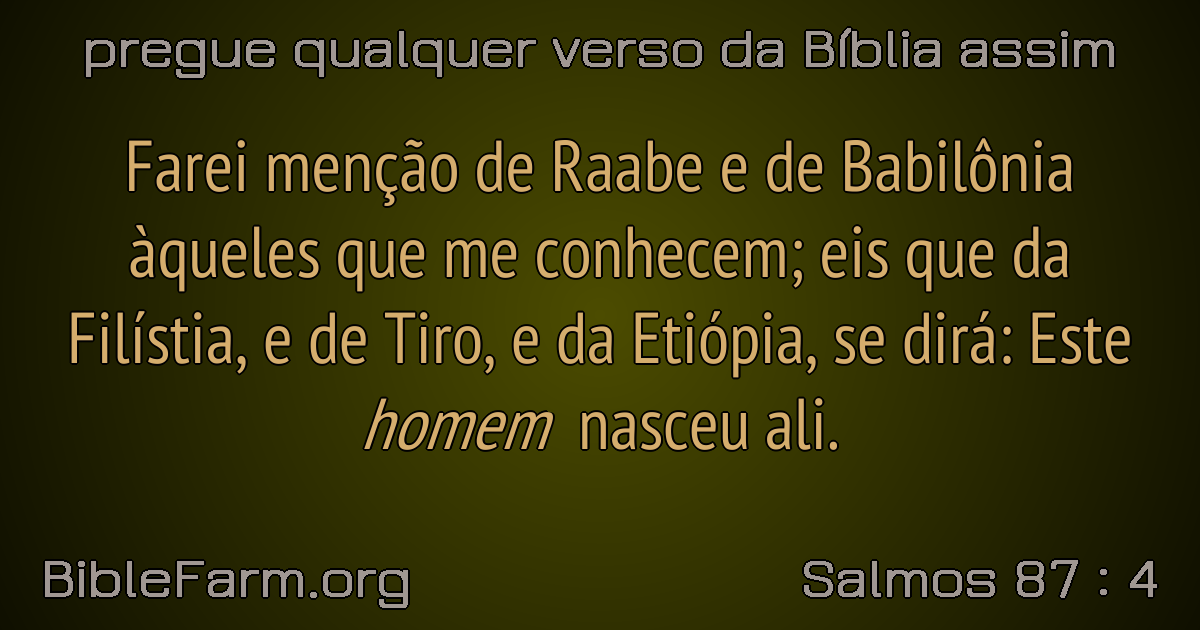 pregue qualquer verso da Bíblia assim
Farei menção de Raabe e de Babilônia
àqueles que me conhecem; eis que da
Filístia, e de Tiro, e da Etiópia, se dirá: Este
homem nasceu ali.
BibleFarm.org
Salmos 87 : 4